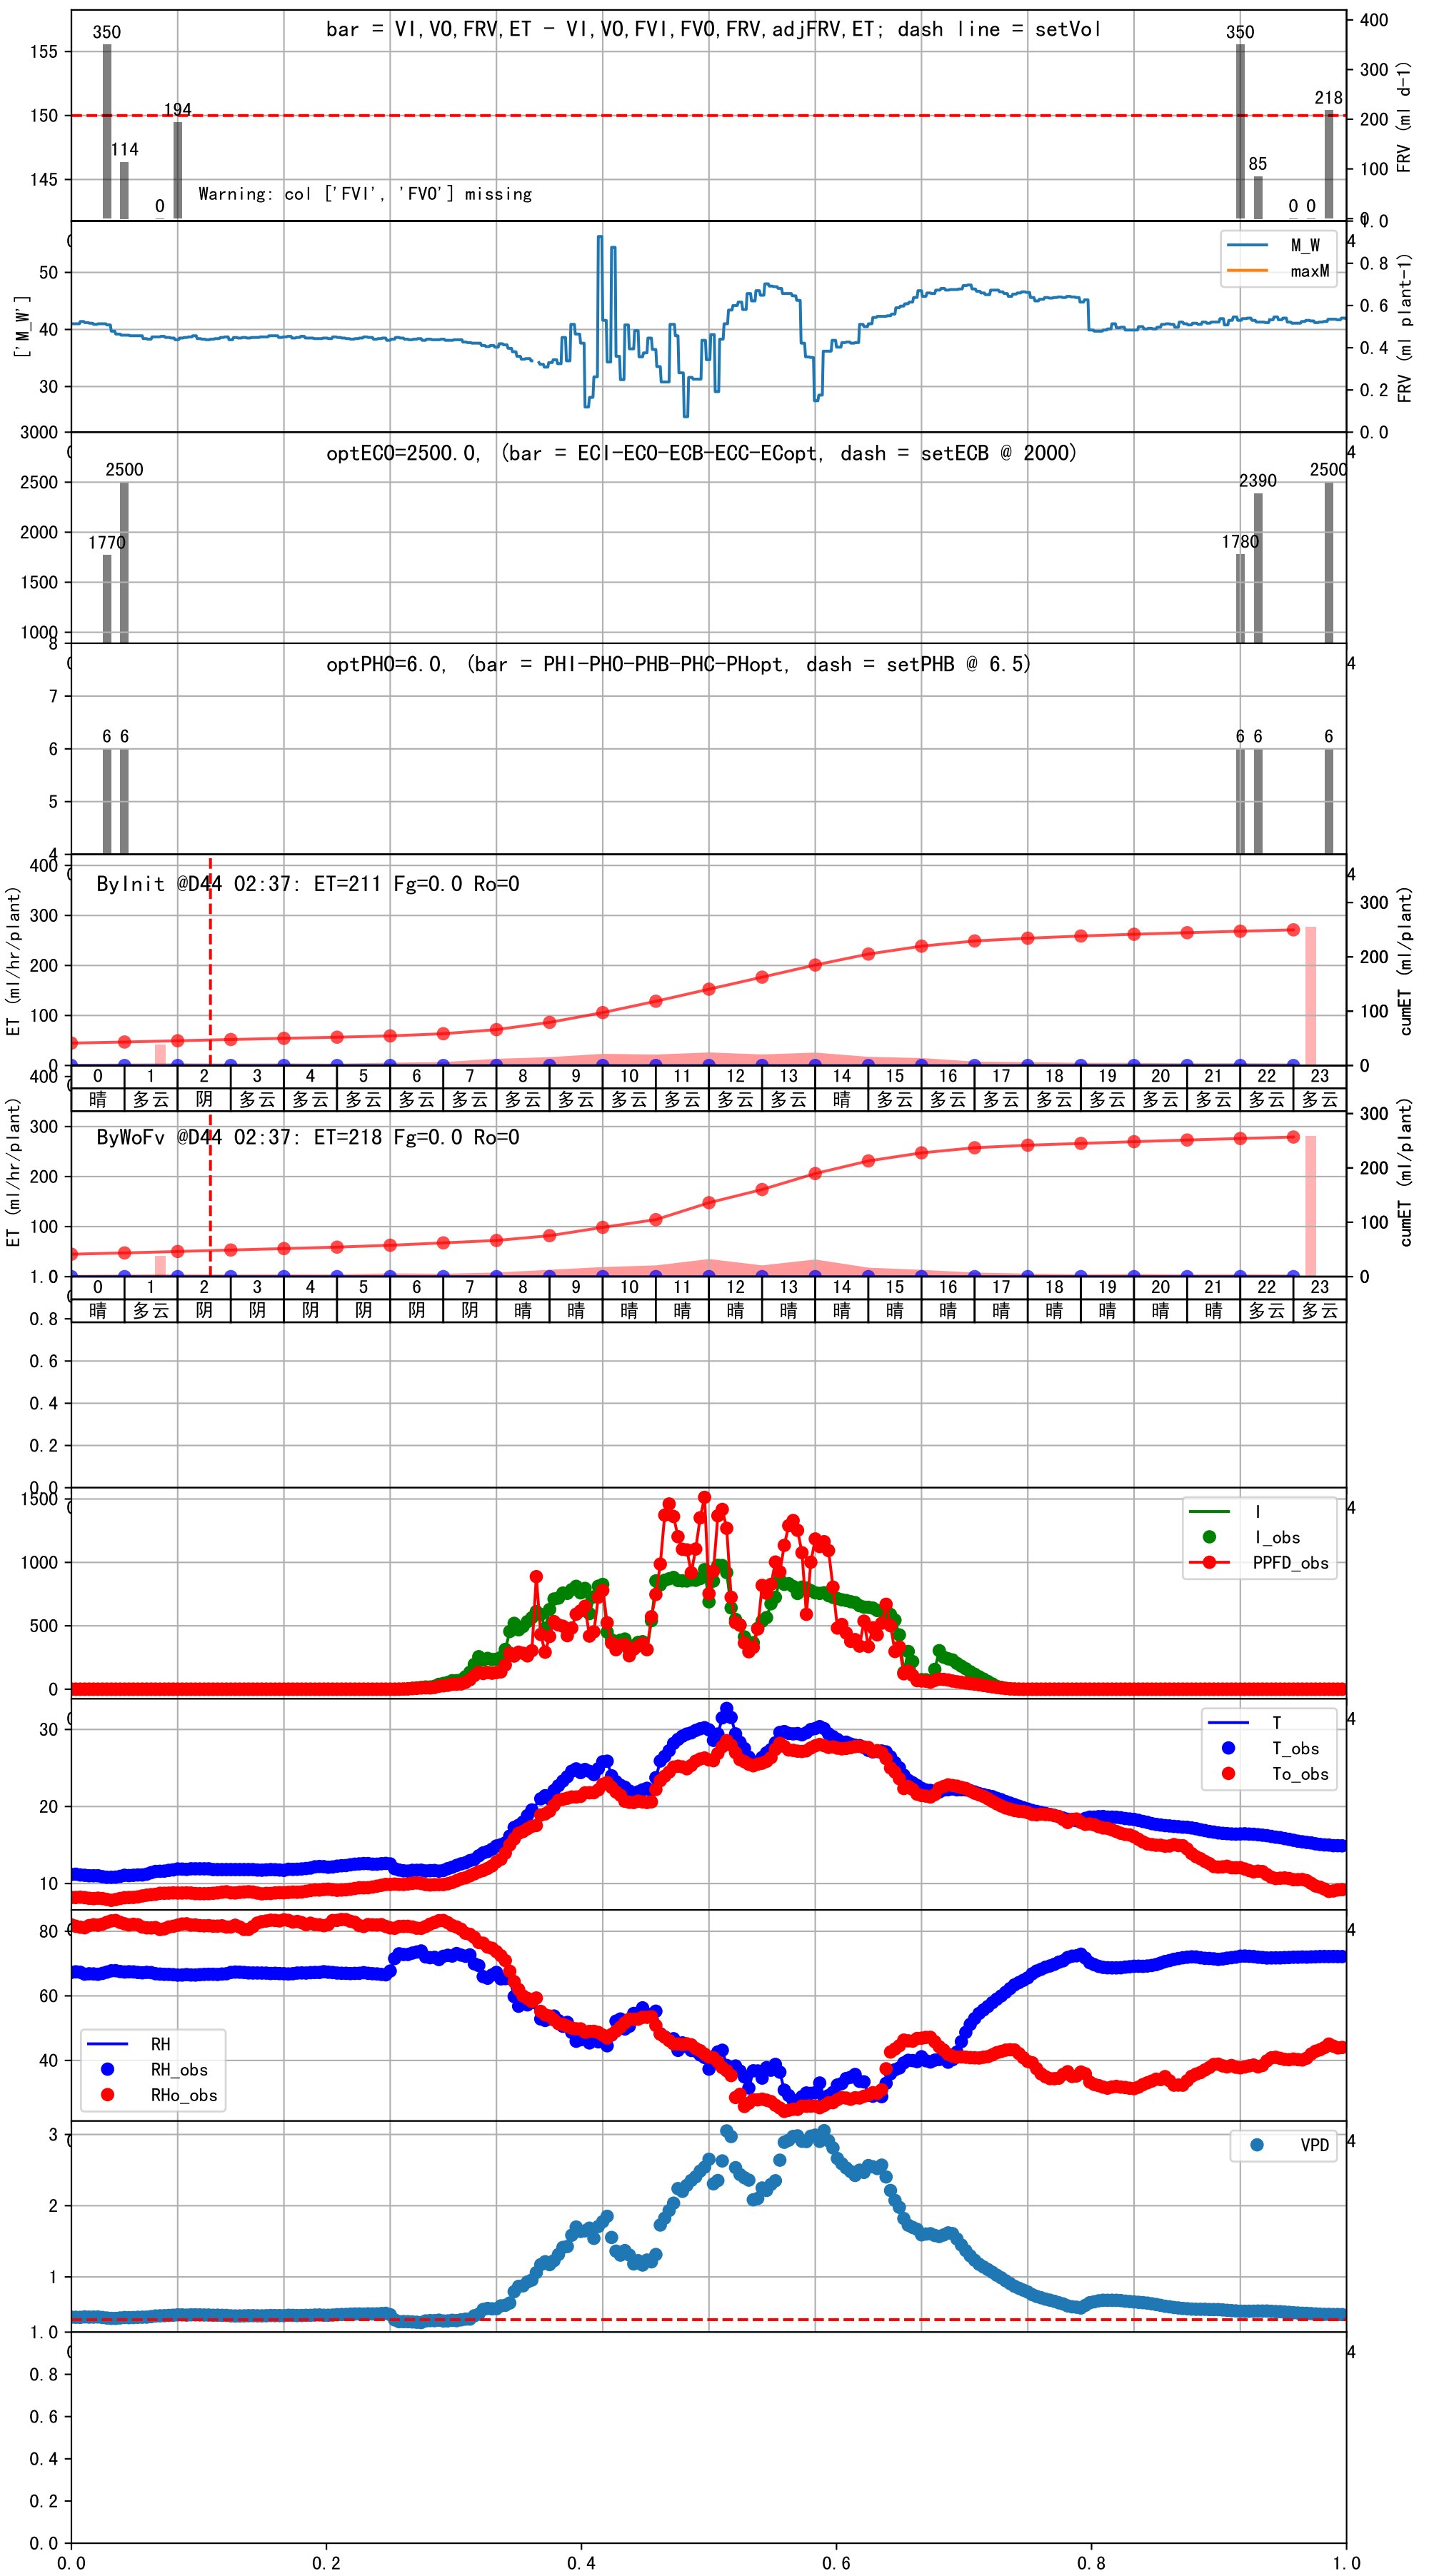 bar = VI,VO,FRV,ET - VI,VO,FVI,FVO,FRV,adjFRV,ET; dash line = setVol
350 114 0 194 350 85 0 0 218
Warning: col ['FVI', 'FVO'] missing
155
150
145
400
300
200
100
FRV (ml d-1)
['M_W']
50
40
30
M_W
maxM
1.0
0.8
0.6
0.4
0.2
0.0
FRV (ml plant-1)
optECO=2500.0, (bar = ECI-ECO-ECB-ECC-ECopt, dash = setECB @ 2000)
3000
2500
2000
1500
1000
1770 2500 1780 2390 2500
optPHO=6.0, (bar = PHI-PHO-PHB-PHC-PHopt, dash = setPHB @ 6.5)
8
7
6
5
4
6 6 6 6 6
ByInit @D44 02:37: ET=211 Fg=0.0 Ro=0
ET (ml/hr/plant)
400
300
200
100
0
300
200
100
0
cumET (ml/plant)
0 1 2 3 4 5 6 7 8 9 10 11 12 13 14 15 16 17 18 19 20 21 22 23
晴 多云 阴 多云 多云 多云 多云 多云 多云 多云 多云 多云 多云 多云 晴 多云 多云 多云 多云 多云 多云 多云 多云 多云
ByWoFv @D44 02:37: ET=218 Fg=0.0 Ro=0
ET (ml/hr/plant)
400
300
200
100
300
200
100
0
cumET (ml/plant)
0 1 2 3 4 5 6 7 8 9 10 11 12 13 14 15 16 17 18 19 20 21 22 23
晴 多云 阴 阴 阴 阴 阴 阴 晴 晴 晴 晴 晴 晴 晴 晴 晴 晴 晴 晴 晴 晴 多云 多云
1.0
0.8
0.6
0.4
0.2
0.0
1500
1000
500
0
I
I_obs
PPFD_obs
4
30
20
10
T
T_obs
To_obs
4
80
60
40
RH
RH_obs
RHo_obs
4
3
2
1
VPD
4
1.0
0.8
0.6
0.4
0.2
0.0
4
0.0 0.2 0.4 0.6 0.8 1.0